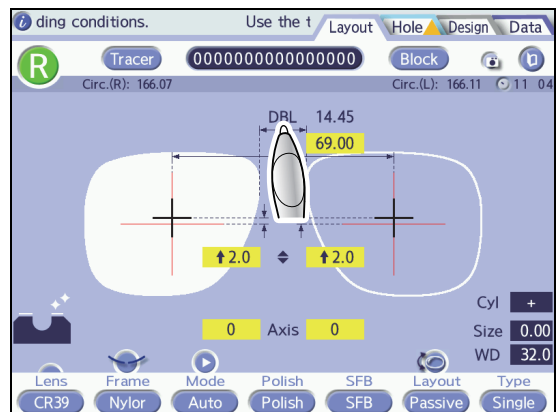 ding conditions. Use the t Layout Hole Design Data
R Tracer 0000000000000000 Block
Circ.(R): 166.07 Circ.(L): 166.11 11 04
DBL 14.45
69.00
2.0 2.0
Cyl +
0 Axis 0 Size 0.00
WD 32.0
Lens Frame Mode Polish SFB Layout Type
CR39 Nylor Auto Polish SFB Passive Single